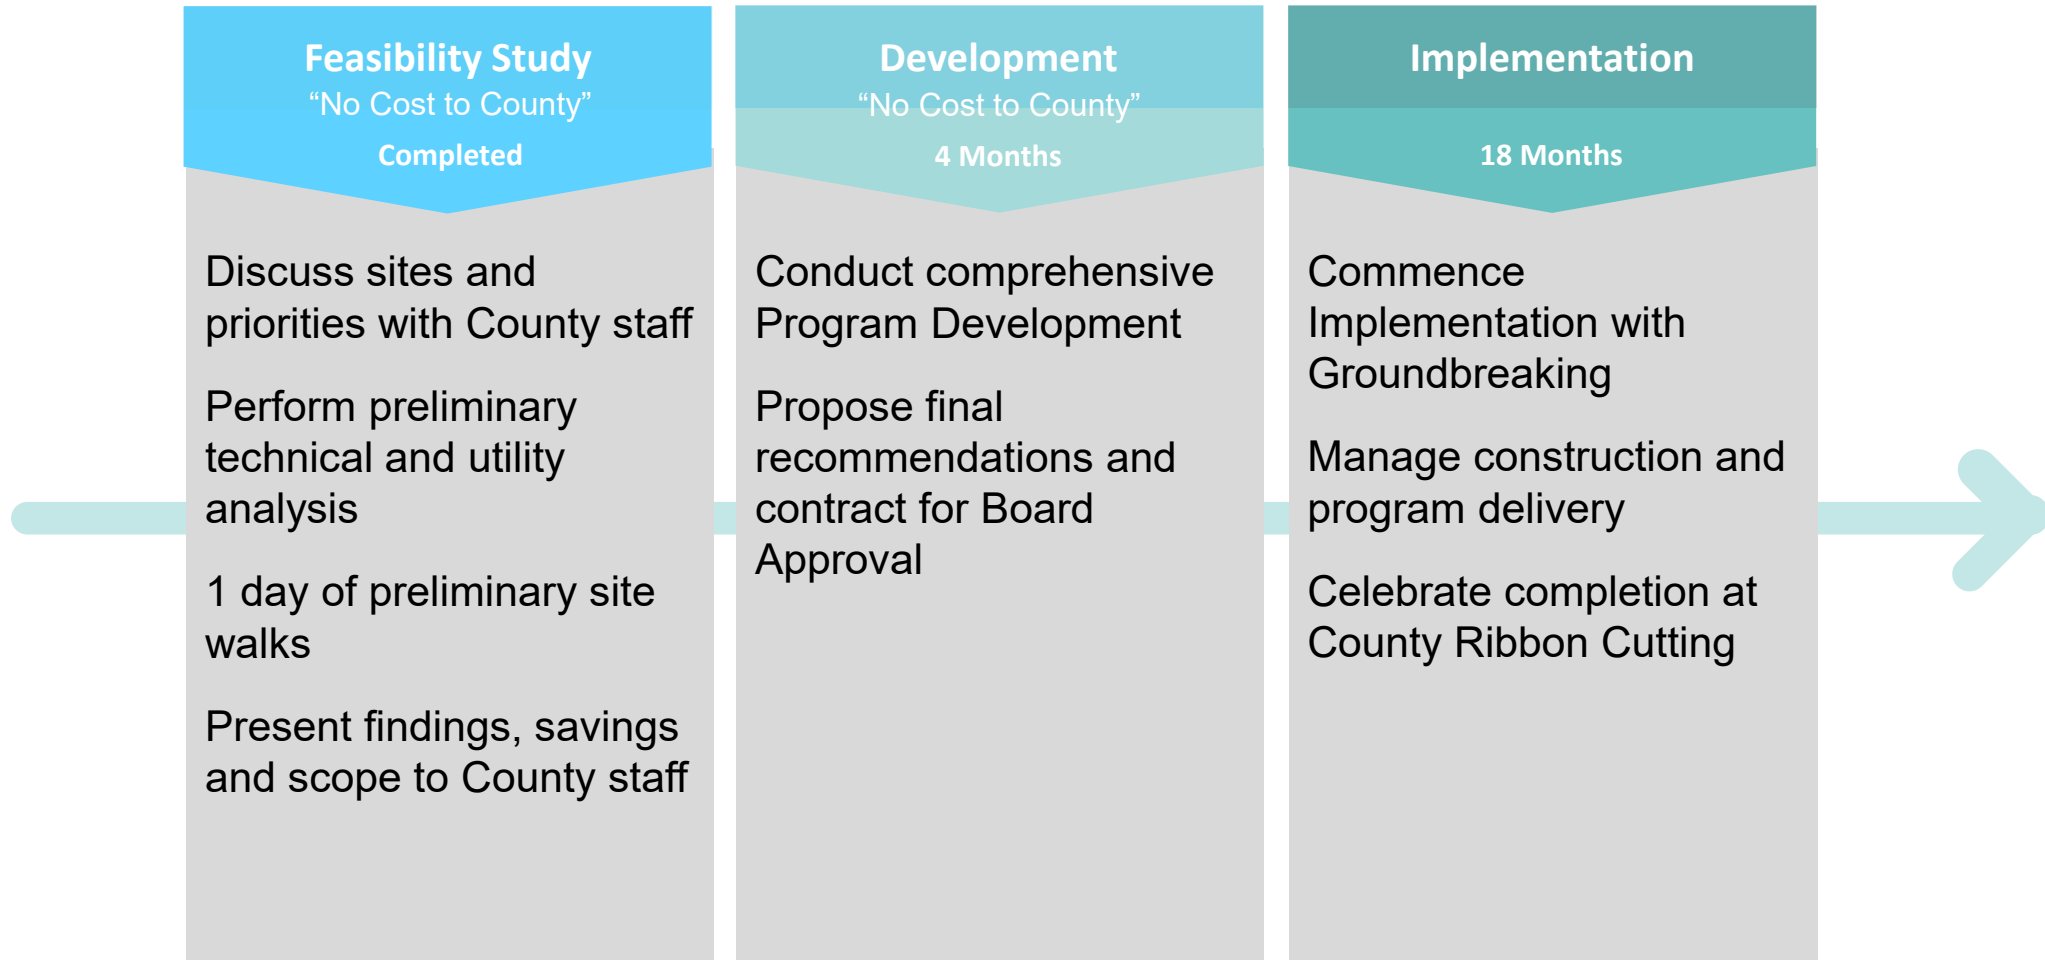 Feasibility Study
“No Cost to County”
Completed
Discuss sites and
priorities with County staff
Perform preliminary
technical and utility
analysis
1 day of preliminary site
walks
Present findings, savings
and scope to County staff
Development
“No Cost to County”
4 Months
Conduct comprehensive
Program Development
Propose final
recommendations and
contract for Board
Approval
Implementation
18 Months
Commence
Implementation with
Groundbreaking
Manage construction and
program delivery
Celebrate completion at
County Ribbon Cutting